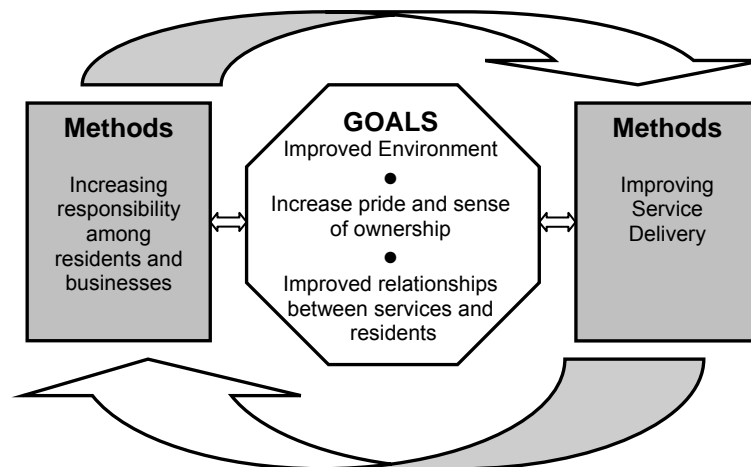 Methods
Increasing
responsibility
among
residents and
businesses
GOALS
Improved Environment
●
Increase pride and sense
of ownership
●
Improved relationships
between services and
residents
Methods
Improving
Service
Delivery